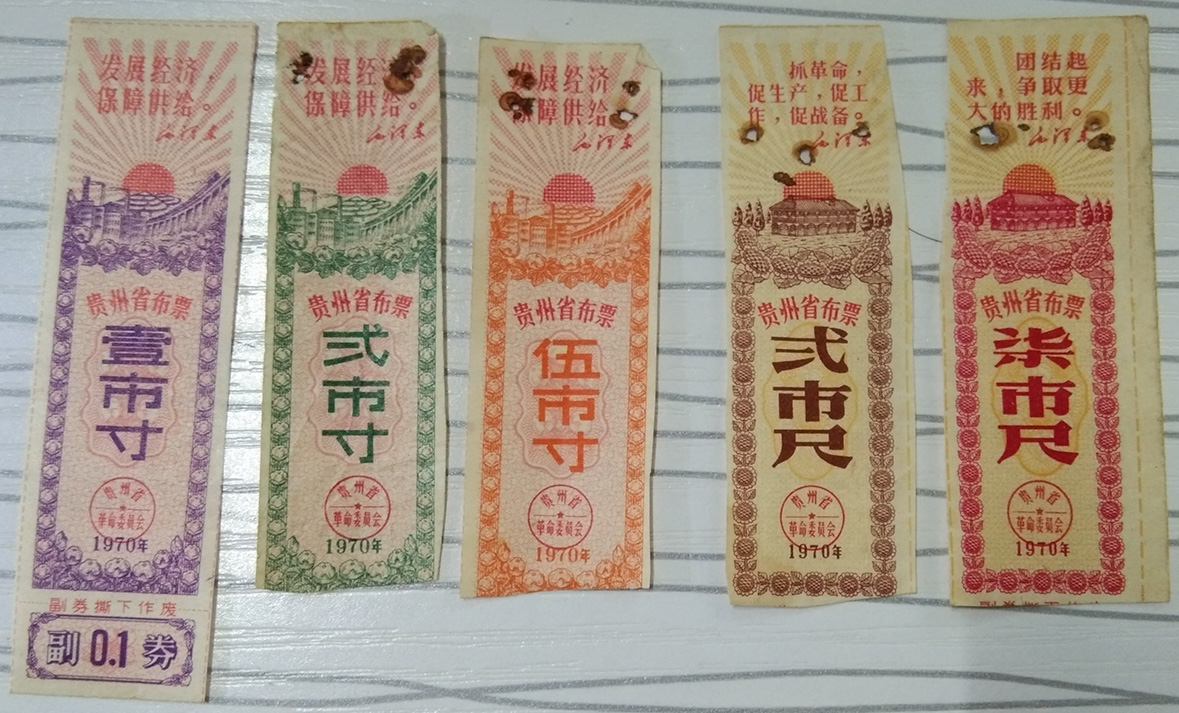 发展经济，
保障供给。
毛泽东
贵州省布票
壹市寸
贵州省
革命委员会
1970年
副券撕下作废
副 0.1 券
发展经济，
保障供给。
毛泽东
贵州省布票
贰市寸
贵州省
革命委员会
1970年
发展经济
保障供给。
毛泽东
贵州省布票
伍市寸
贵州省
革命委员会
1970年
抓革命，
促生产，促工
作，促战备。
毛泽东
贵州省布票
贰市尺
贵州省
革命委员会
1970年
团结起
来，争取更
大的胜利。
毛泽东
贵州省布票
柒市尺
贵州省
革命委员会
1970年